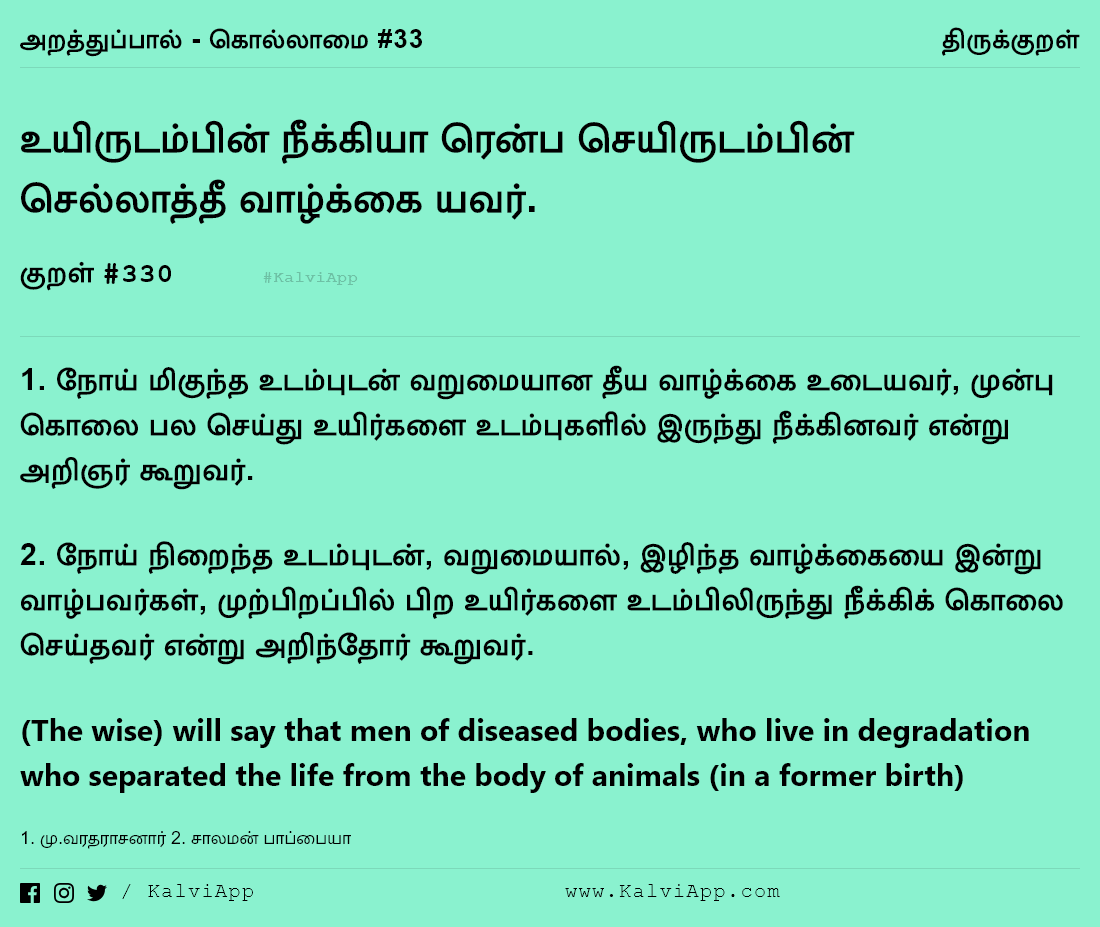 அறத்துப்பால் - கொல்லாமை #33
திருக்குறள்
உயிருடம்பின் நீக்கியா ரென்ப செயிருடம்பின்
செல்லாத்தீ வாழ்க்கை யவர்.
குறள் #330
#KalviApp
1. நோய் மிகுந்த உடம்புடன் வறுமையான தீய வாழ்க்கை உடையவர், முன்பு
கொலை பல செய்து உயிர்களை உடம்புகளில் இருந்து நீக்கினவர் என்று
அறிஞர் கூறுவர்.
2. நோய் நிறைந்த உடம்புடன், வறுமையால், இழிந்த வாழ்க்கையை இன்று
வாழ்பவர்கள், முற்பிறப்பில் பிற உயிர்களை உடம்பிலிருந்து நீக்கிக் கொலை
செய்தவர் என்று அறிந்தோர் கூறுவர்.
(The wise) will say that men of diseased bodies, who live in degradation
who separated the life from the body of animals (in a former birth)
1. மு.வரதராசனார் 2. சாலமன் பாப்பையா
/ KalviApp
www.KalviApp.com